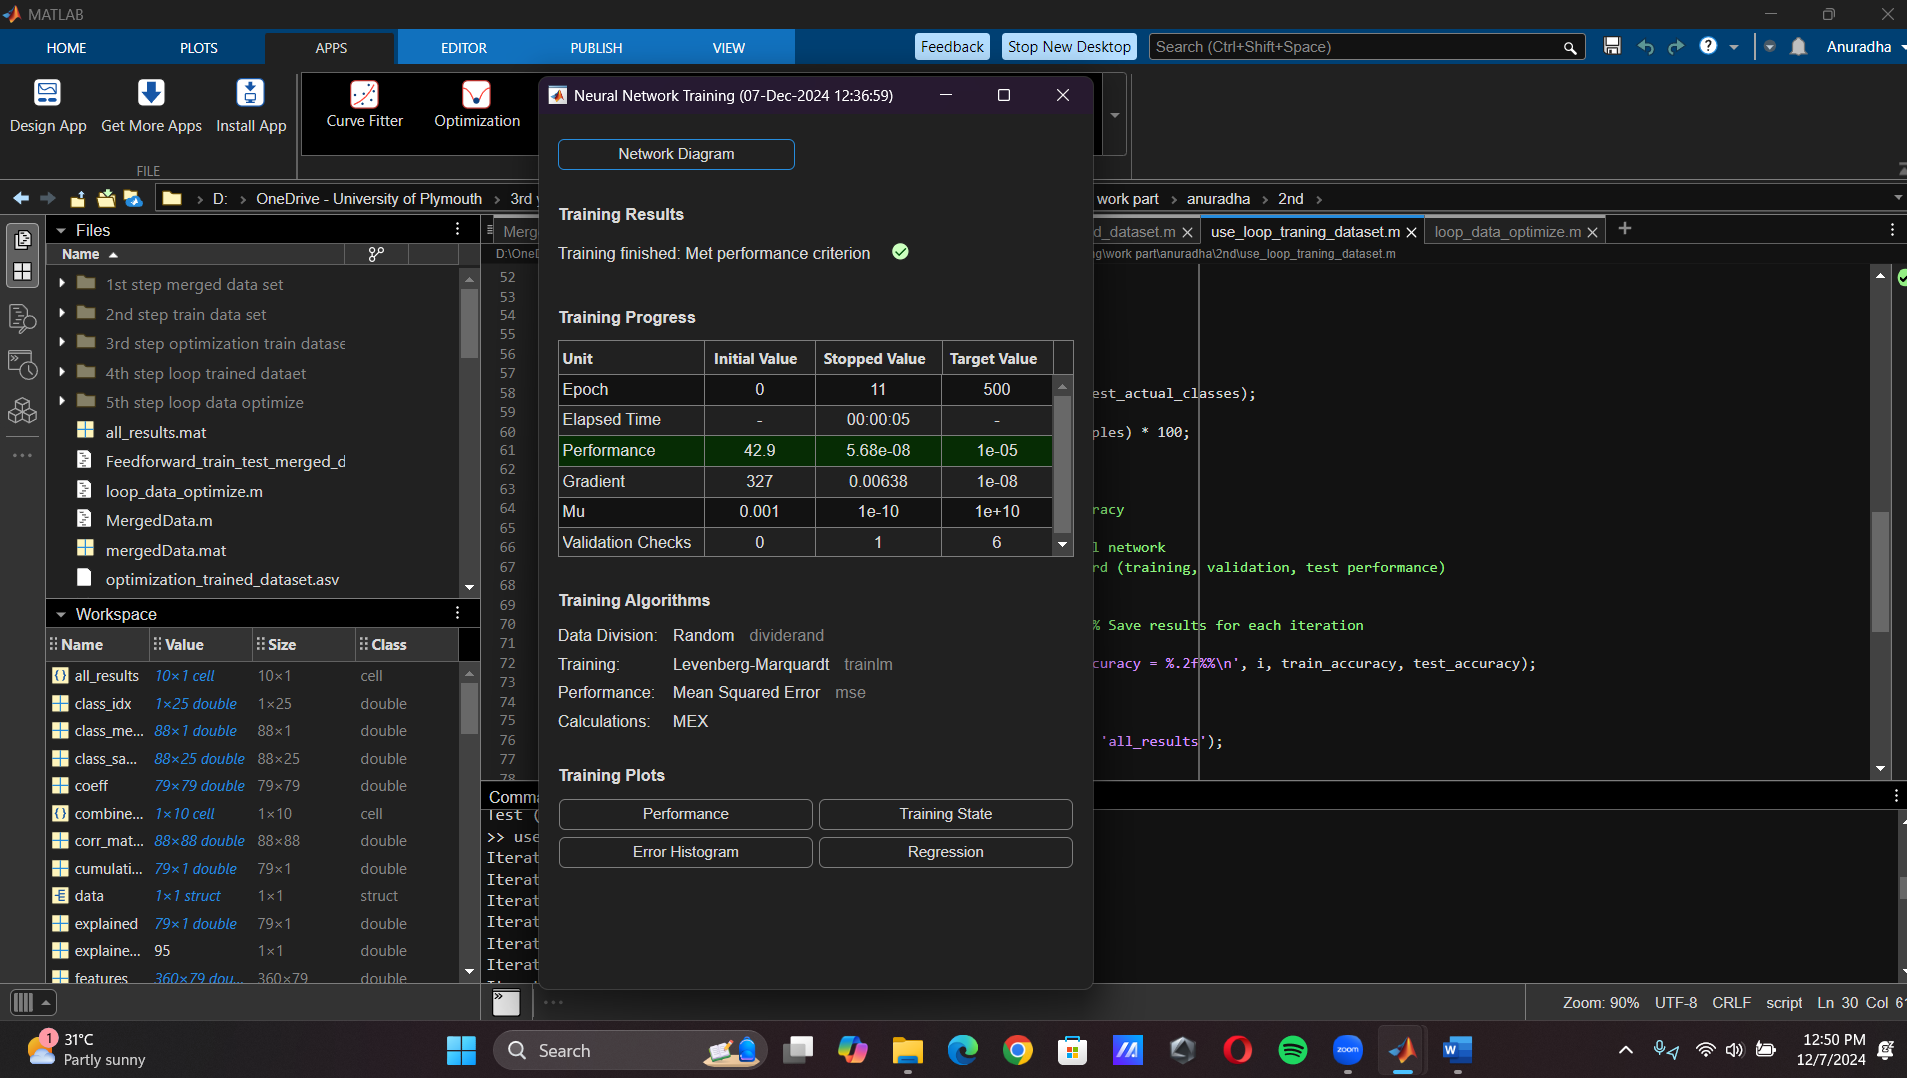 MATLAB
HOME PLOTS APPS EDITOR PUBLISH VIEW Feedback Stop New Desktop Search (Ctrl+Shift+Space) Anuradha
Design App Get More Apps Install App Curve Fitter Optimization
FILE
D: OneDrive - University of Plymouth 3rd work part anuradha 2nd
Files
Name
1st step merged data set
2nd step train data set
3rd step optimization train datase
4th step loop trained dataet
5th step loop data optimize
all_results.mat
Feedforward_train_test_merged_d
loop_data_optimize.m
MergedData.m
mergedData.mat
optimization_trained_dataset.asv
Workspace
Name Value Size Class
all_results 10×1 cell 10×1 cell
class_idx 1×25 double 1×25 double
class_me... 88×1 double 88×1 double
class_sa... 88×25 double 88×25 double
coeff 79×79 double 79×79 double
combine... 1×10 cell 1×10 cell
corr_mat... 88×88 double 88×88 double
cumulati... 79×1 double 79×1 double
data 1×1 struct 1×1 struct
explained 79×1 double 79×1 double
explaine... 95 1×1 double
features 360×79 dou... 360×79 double
Neural Network Training (07-Dec-2024 12:36:59)
Network Diagram
Training Results
Training finished: Met performance criterion
Training Progress
Unit Initial Value Stopped Value Target Value
Epoch 0 11 500
Elapsed Time - 00:00:05 -
Performance 42.9 5.68e-08 1e-05
Gradient 327 0.00638 1e-08
Mu 0.001 1e-10 1e+10
Validation Checks 0 1 6
Training Algorithms
Data Division: Random dividerand
Training: Levenberg-Marquardt trainlm
Performance: Mean Squared Error mse
Calculations: MEX
Training Plots
Performance Training State
Error Histogram Regression
Merg d_dataset.m use_loop_traning_dataset.m loop_data_optimize.m
D:\OneD g\work part\anuradha\2nd\use_loop_traning_dataset.m
52
53
54
55
56
57
58 est_actual_classes);
59
60 ples) * 100;
61
62
63
64 racy
65
66 l network
67 rd (training, validation, test performance)
68
69
70 % Save results for each iteration
71
72 curacy = %.2f%%\n', i, train_accuracy, test_accuracy);
73
74
75
76 'all_results');
77
78
Comma
Test (
>> use
Iterat
Iterat
Iterat
Iterat
Iterat
Iterat
Zoom: 90% UTF-8 CRLF script Ln 30 Col 61
1
31°C
Partly sunny
Search
zoom
W
12:50 PM
12/7/2024